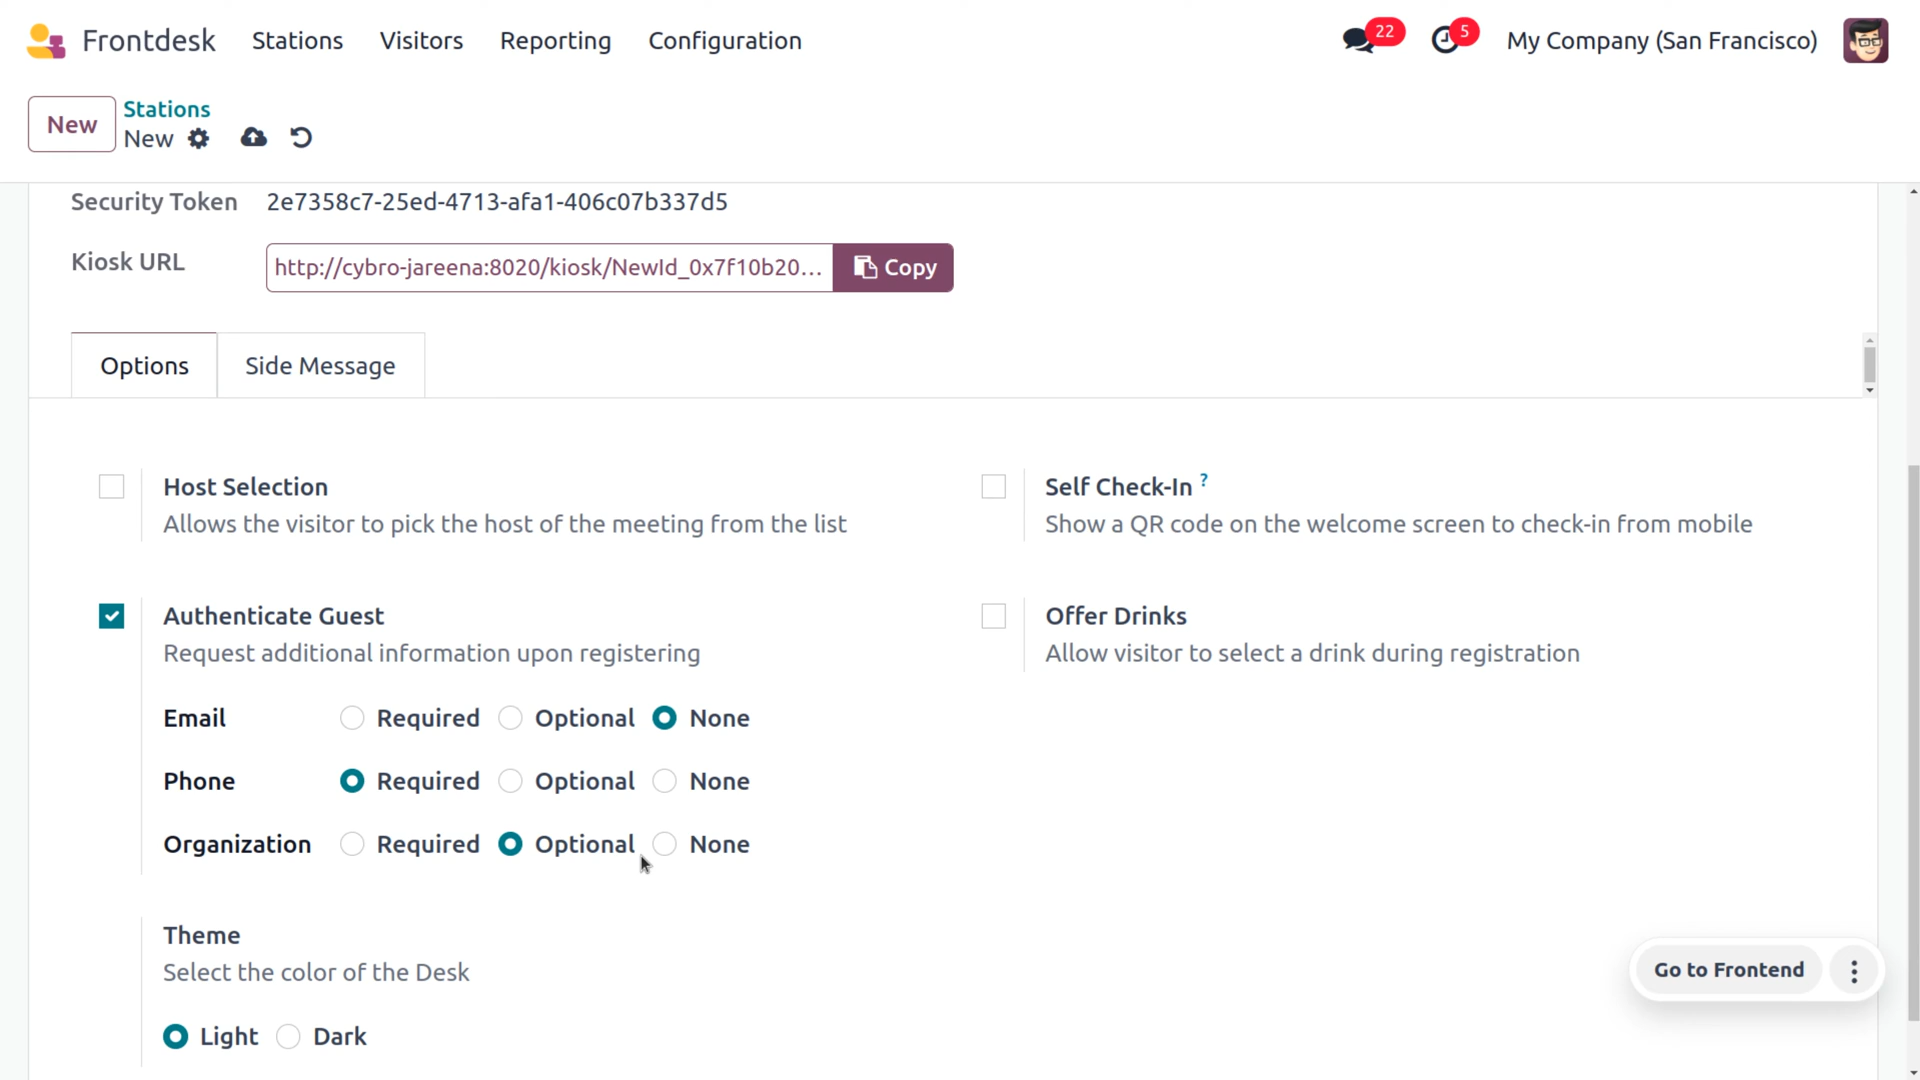 Frontdesk Stations Visitors Reporting Configuration 22 5 My Company (San Francisco)
New Stations
New
Security Token 2e7358c7-25ed-4713-afa1-406c07b337d5
Kiosk URL http://cybro-jareena:8020/kiosk/NewId_0x7f10b20... Copy
Options Side Message
Host Selection Self Check-In ?
Allows the visitor to pick the host of the meeting from the list Show a QR code on the welcome screen to check-in from mobile
Authenticate Guest Offer Drinks
Request additional information upon registering Allow visitor to select a drink during registration
Email Required Optional None
Phone Required Optional None
Organization Required Optional None
Theme
Select the color of the Desk
Go to Frontend
Light Dark